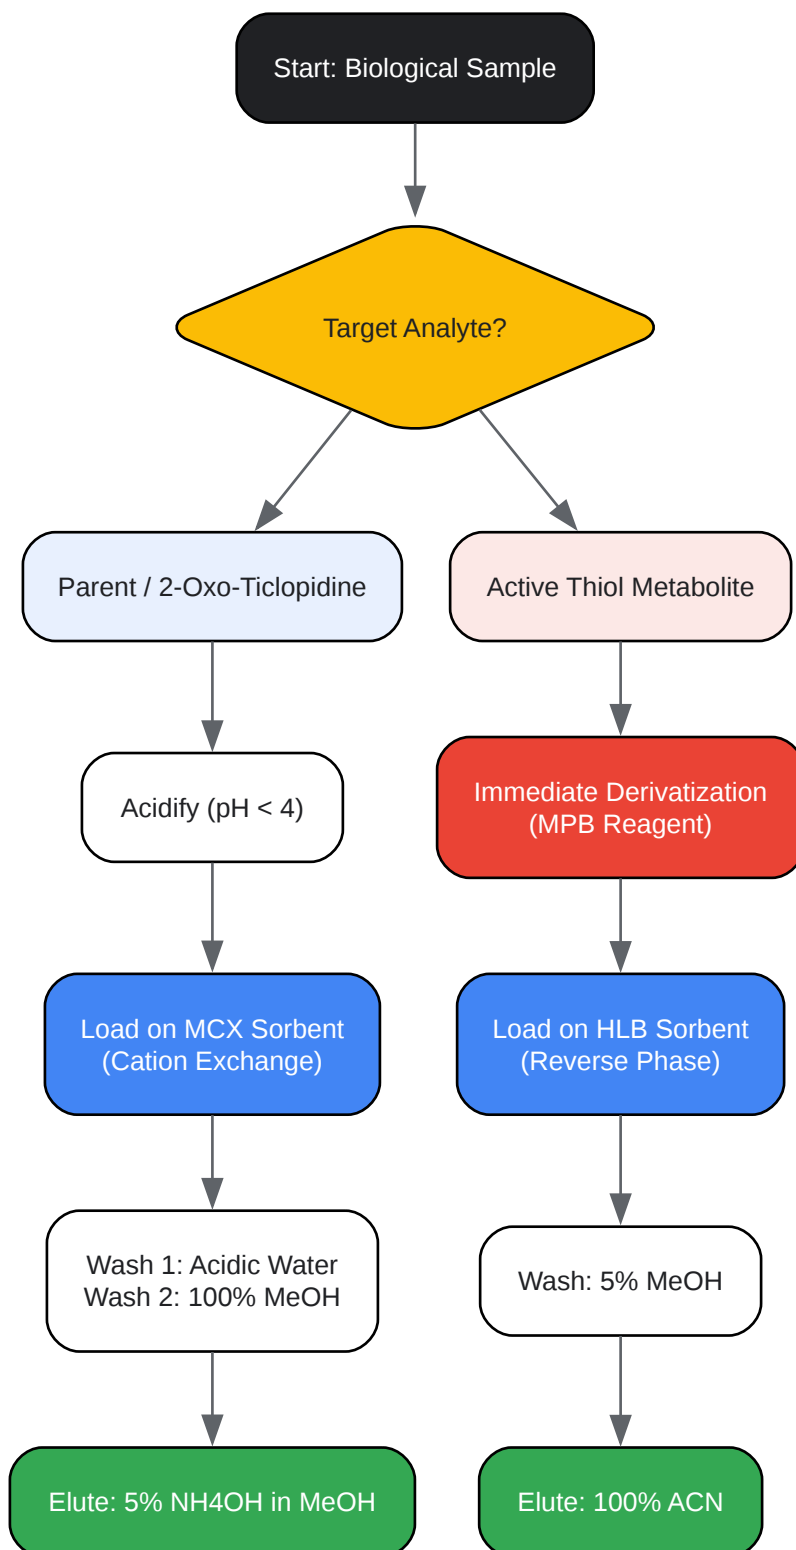 Start: Biological Sample
Target Analyte?
Parent / 2-Oxo-Ticlopidine
Active Thiol Metabolite
Acidify (pH < 4)
Immediate Derivatization
(MPB Reagent)
Load on MCX Sorbent
(Cation Exchange)
Load on HLB Sorbent
(Reverse Phase)
Wash 1: Acidic Water
Wash 2: 100% MeOH
Wash: 5% MeOH
Elute: 5% NH4OH in MeOH
Elute: 100% ACN